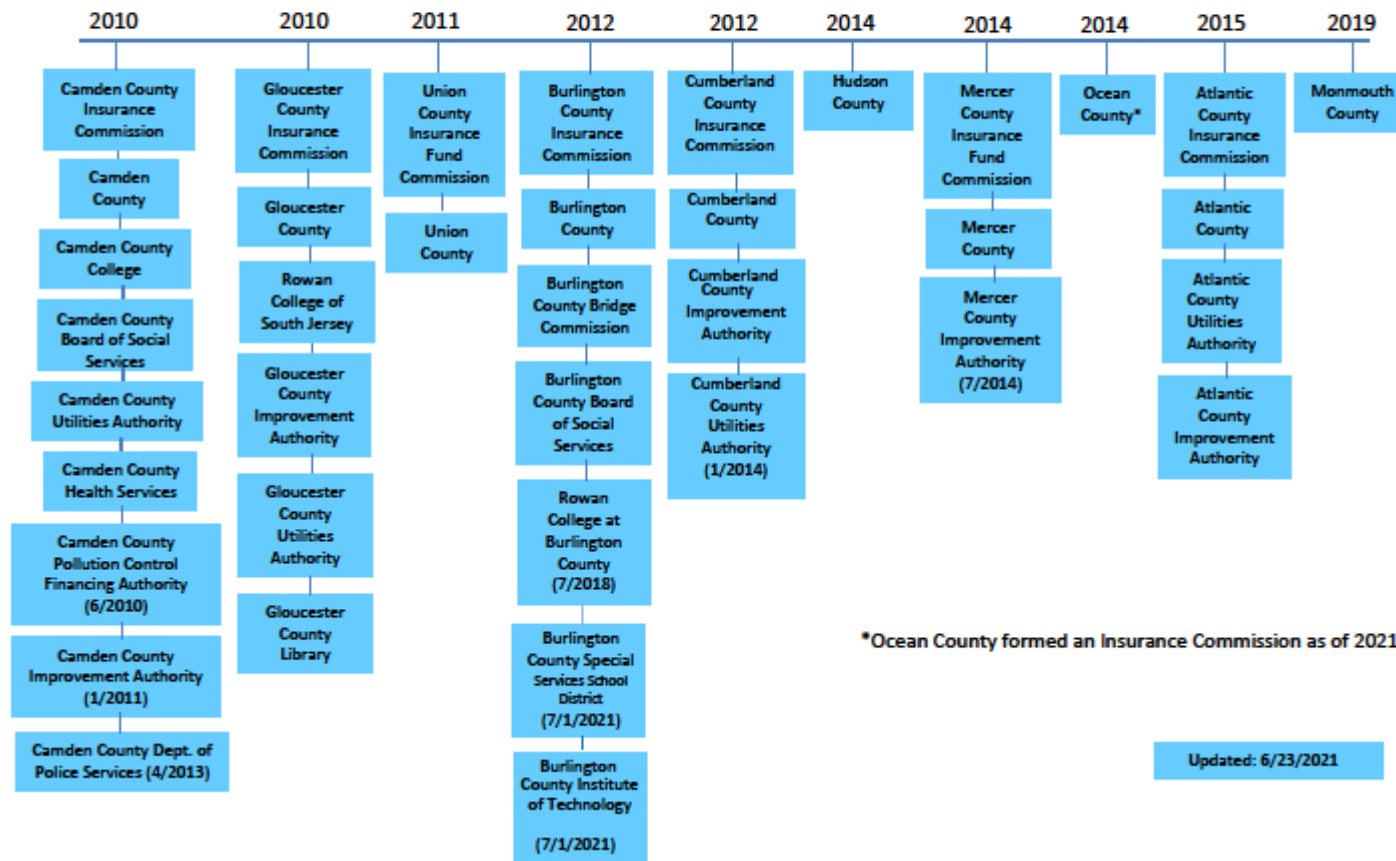 2010
2010
2011
2012
2012
2014
2014
2014
2015
2019
Camden County
Insurance
Commission
Camden
County
Camden County
College
Camden County
Board of Social
Services
Camden County
Utilities Authority
Camden County
Health Services
Camden County
Pollution Control
Financing Authority
(6/2010)
Camden County
Improvement Authority
(1/2011)
Camden County Dept. of
Police Services (4/2013)
Gloucester
County
Insurance
Commission
Gloucester
County
Rowan
College of
South Jersey
Gloucester
County
Improvement
Authority
Gloucester
County
Utilities
Authority
Gloucester
County
Library
Union
County
Insurance
Fund
Commission
Union
County
Burlington
County
Insurance
Commission
Burlington
County
Burlington
County Bridge
Commission
Burlington
County Board
of Social
Services
Rowan
College at
Burlington
County
(7/2018)
Burlington
County Special
Services School
District
(7/1/2021)
Burlington
County Institute
of Technology
(7/1/2021)
Cumberland
County
Insurance
Commission
Cumberland
County
Cumberland
County
Improvement
Authority
Cumberland
County
Utilities
Authority
(1/2014)
Hudson
County
Mercer
County
Insurance
Fund
Commission
Mercer
County
Mercer
County
Improvement
Authority
(7/2014)
Ocean
County*
Atlantic
County
Insurance
Commission
Atlantic
County
Atlantic
County
Utilities
Authority
Atlantic
County
Improvement
Authority
Monmouth
County
*Ocean County formed an Insurance Commission as of 2021
Updated: 6/23/2021